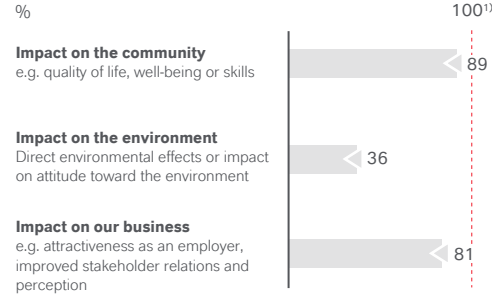 %
100¹⁾
Impact on the community
e.g. quality of life, well-being or skills
89
Impact on the environment
Direct environmental effects or impact
on attitude toward the environment
36
Impact on our business
e.g. attractiveness as an employer,
improved stakeholder relations and
perception
81